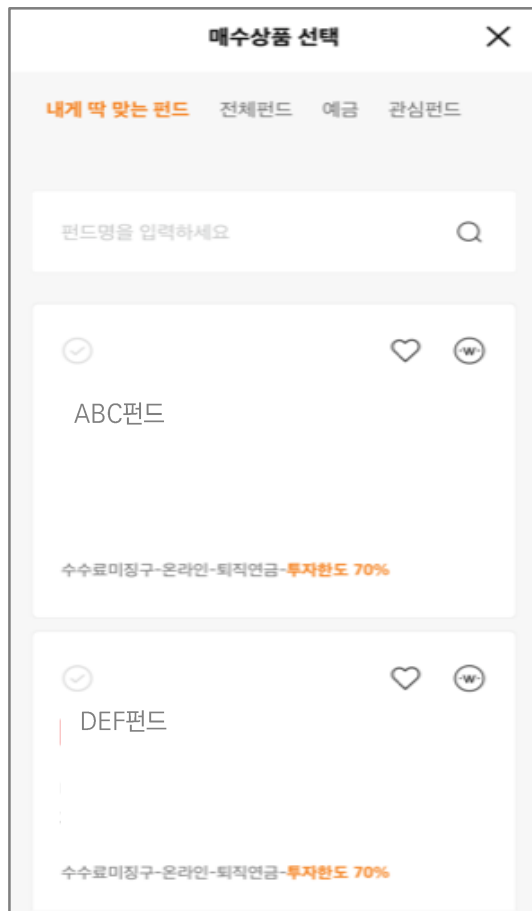 매수상품 선택
내게 딱 맞는 펀드 전체펀드 예금 관심펀드
펀드명을 입력하세요
W
ABC펀드
수수료미징구-온라인-퇴직연금-투자한도 70%
W
DEF펀드
수수료미징구-온라인-퇴직연금-투자한도 70%